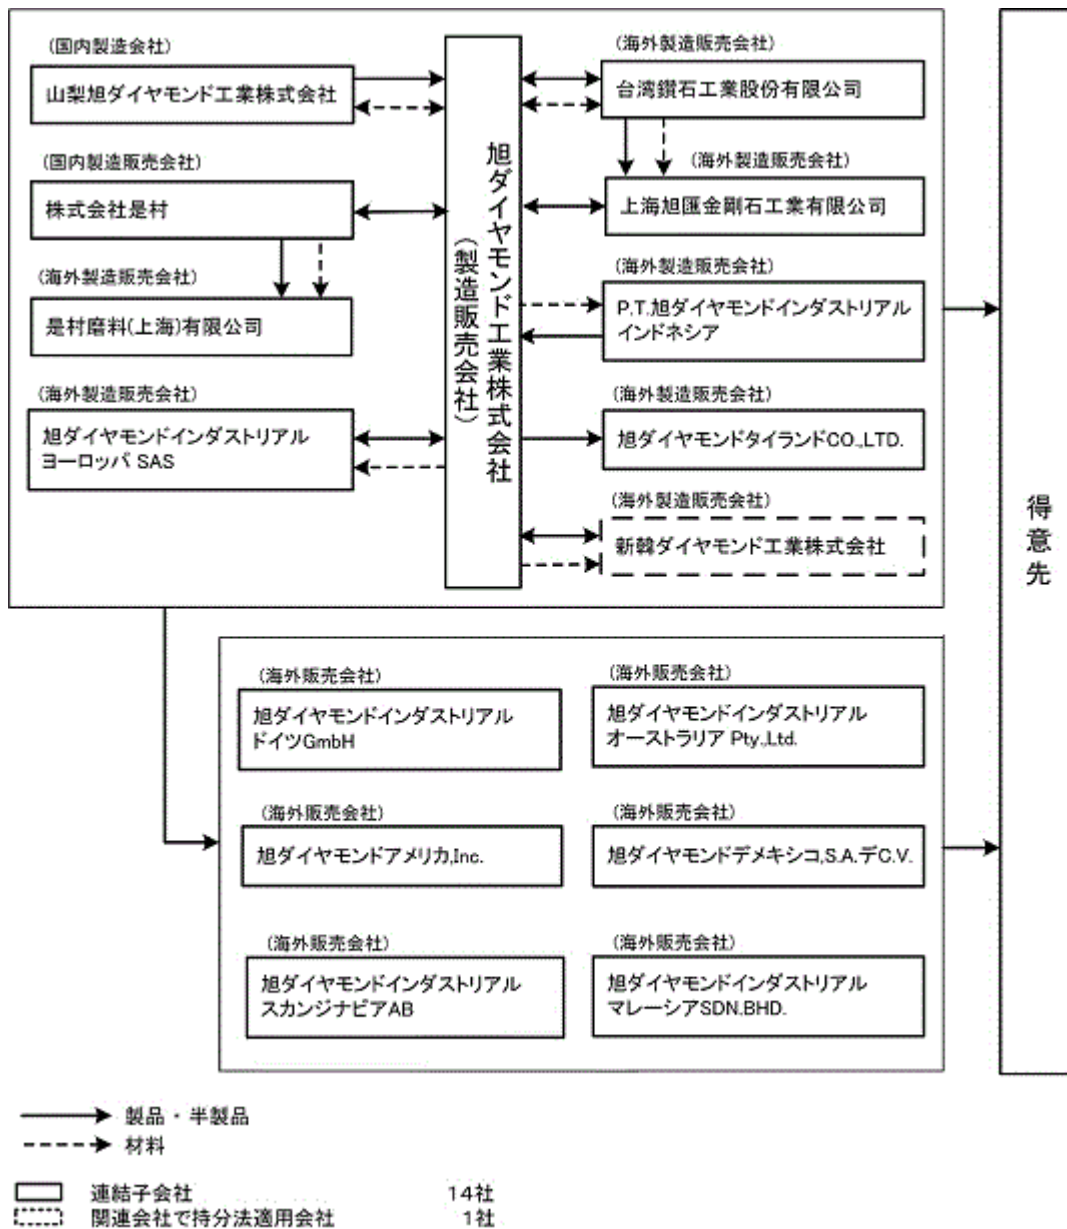 (国内製造会社)
山梨旭ダイヤモンド工業株式会社
(国内製造販売会社)
株式会社是村
(海外製造販売会社)
是村磨料(上海)有限公司
(海外製造販売会社)
旭ダイヤモンドインダストリアル
ヨーロッパ SAS
旭ダイヤモンド工業株式会社
(製造販売会社)
(海外製造販売会社)
台湾鑽石工業股份有限公司
(海外製造販売会社)
上海旭匯金剛石工業有限公司
(海外製造販売会社)
P.T.旭ダイヤモンドインダストリアル
インドネシア
(海外製造販売会社)
旭ダイヤモンドタイランドCO.,LTD.
(海外製造販売会社)
新韓ダイヤモンド工業株式会社
得意先
(海外販売会社)
旭ダイヤモンドインダストリアル
ドイツGmbH
(海外販売会社)
旭ダイヤモンドインダストリアル
オーストラリア Pty.,Ltd.
(海外販売会社)
旭ダイヤモンドアメリカ,Inc.
(海外販売会社)
旭ダイヤモンドデメキシコ,S.A.デC.V.
(海外販売会社)
旭ダイヤモンドインダストリアル
スカンジナビアAB
(海外販売会社)
旭ダイヤモンドインダストリアル
マレーシアSDN.BHD.
製品・半製品
材料
連結子会社 14社
関連会社で持分法適用会社 1社